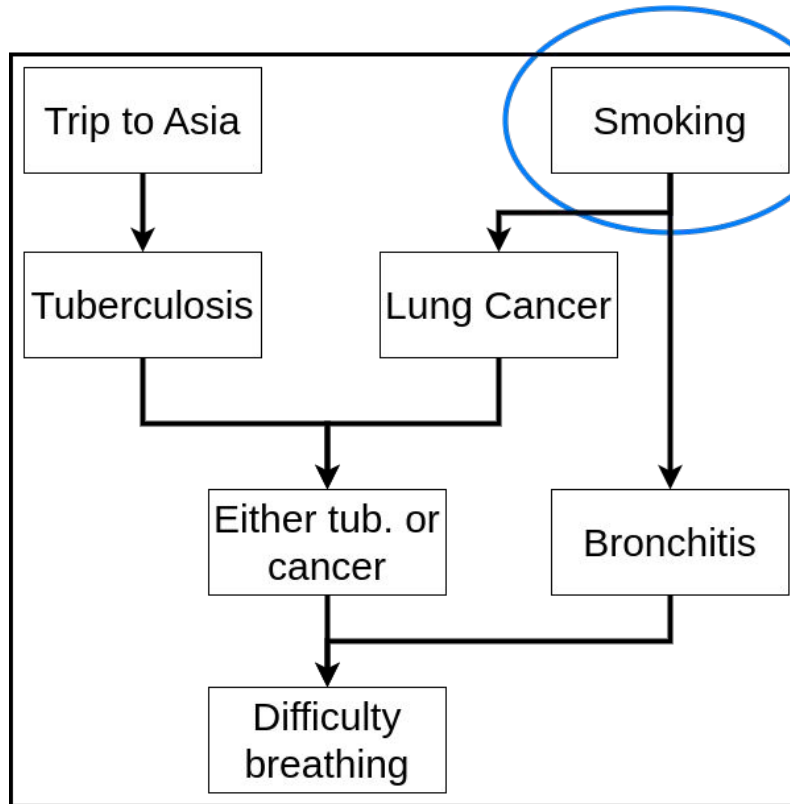 Trip to Asia
Smoking
Tuberculosis
Lung Cancer
Either tub. or
cancer
Bronchitis
Difficulty
breathing